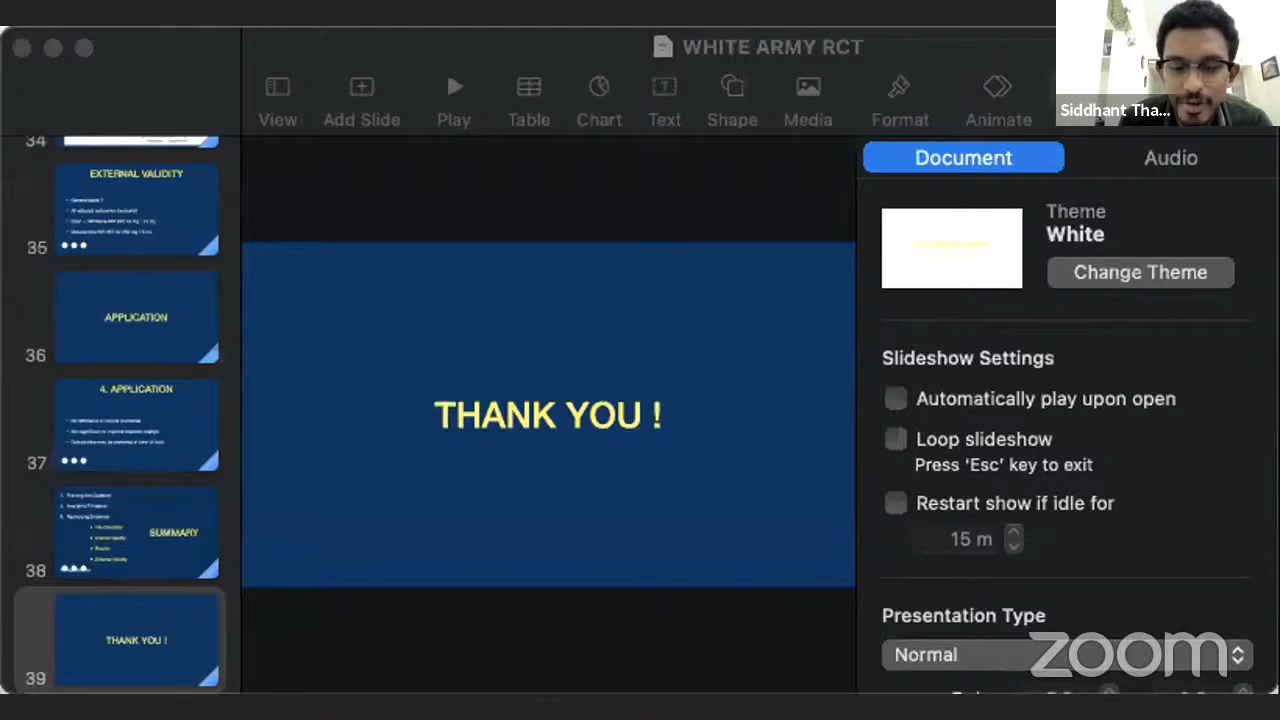 WHITE ARMY RCT
Siddhant Tha...
View
Add Slide
Play
Table
Chart
Text
Shape
Media
Format
Animate
34
EXTERNAL VALIDITY
35
APPLICATION
36
4. APPLICATION
37
SUMMARY
38
THANK YOU !
39
THANK YOU !
Document
Audio
Theme
White
Change Theme
Slideshow Settings
Automatically play upon open
Loop slideshow
Press ‘Esc’ key to exit
Restart show if idle for
15 m
Presentation Type
Normal
zoom